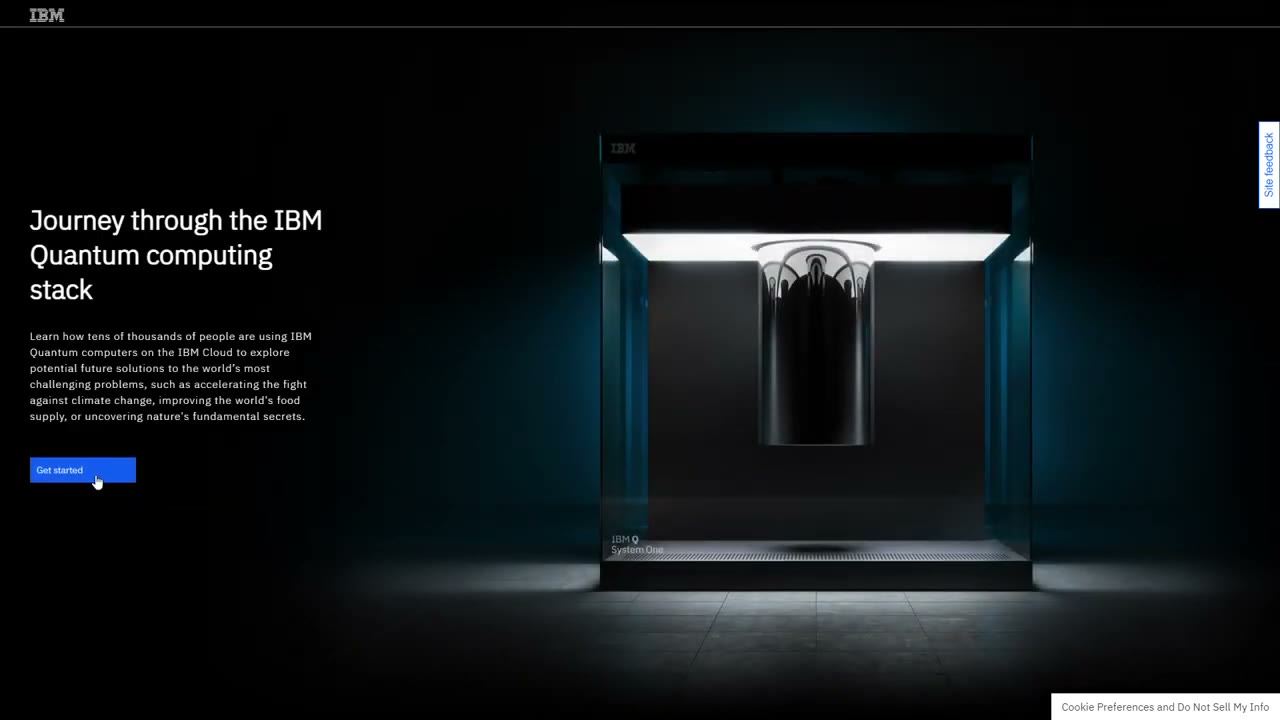 IBM
IBM
Site feedback
Journey through the IBM
Quantum computing
stack
Learn how tens of thousands of people are using IBM
Quantum computers on the IBM Cloud to explore
potential future solutions to the world's most
challenging problems, such as accelerating the fight
against climate change, improving the world's food
supply, or uncovering nature's fundamental secrets.
Get started
IBM Q
System One
Cookie Preferences and Do Not Sell My Info